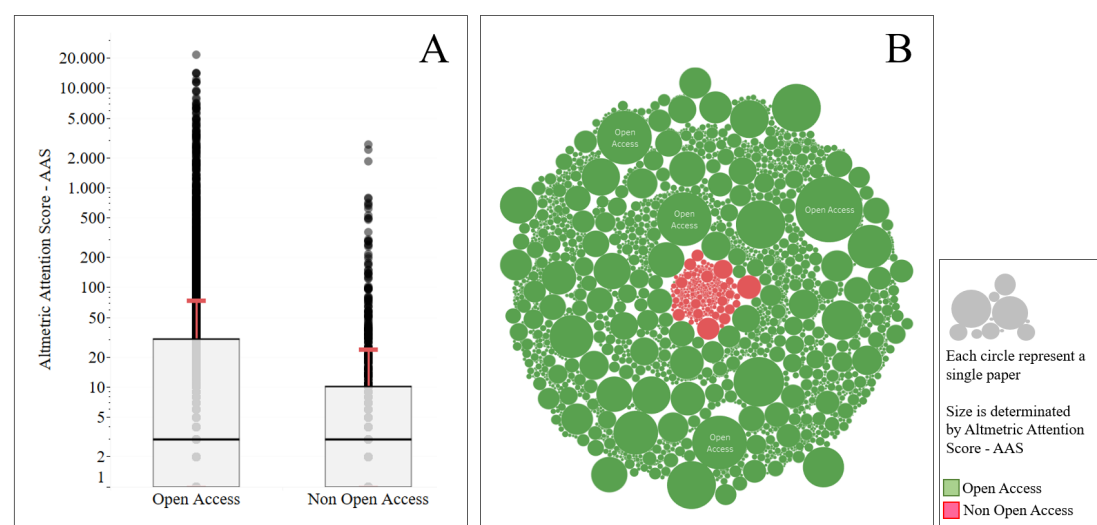 A
Altmetric Attention Score - AAS
20.000
10.000
5.000
2.000
1.000
500
200
100
50
20
10
5
2
1
Open Access
Non Open Access
B
Open
Access
Open
Access
Open Access
Open
Access
Each circle represent a
single paper
Size is determinated
by Altmetric Attention
Score - AAS
Open Access
Non Open Access